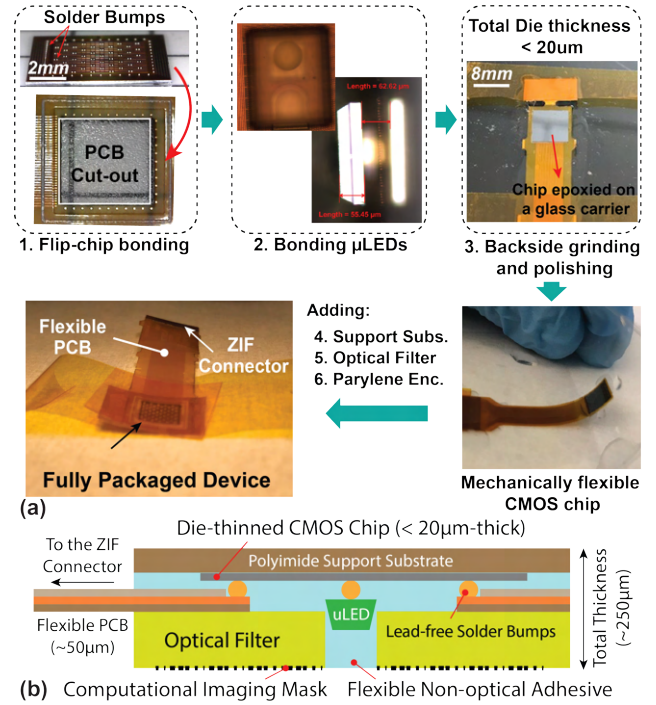 Solder Bumps
2mm
PCB
Cut-out
1. Flip-chip bonding
Length = 62.62 µm
Length = 55.45 µm
2. Bonding µLEDs
Total Die thickness
< 20um
8mm
Chip epoxied on
a glass carrier
3. Backside grinding
and polishing
Flexible
PCB
ZIF
Connector
Fully Packaged Device
Adding:
4. Support Subs.
5. Optical Filter
6. Parylene Enc.
Mechanically flexible
CMOS chip
(a)
Die-thinned CMOS Chip (< 20µm-thick)
To the ZIF
Connector
Polyimide Support Substrate
Flexible PCB
(~50µm)
uLED
Optical Filter
Lead-free Solder Bumps
Total Thickness
(~250µm)
(b)
Computational Imaging Mask
Flexible Non-optical Adhesive